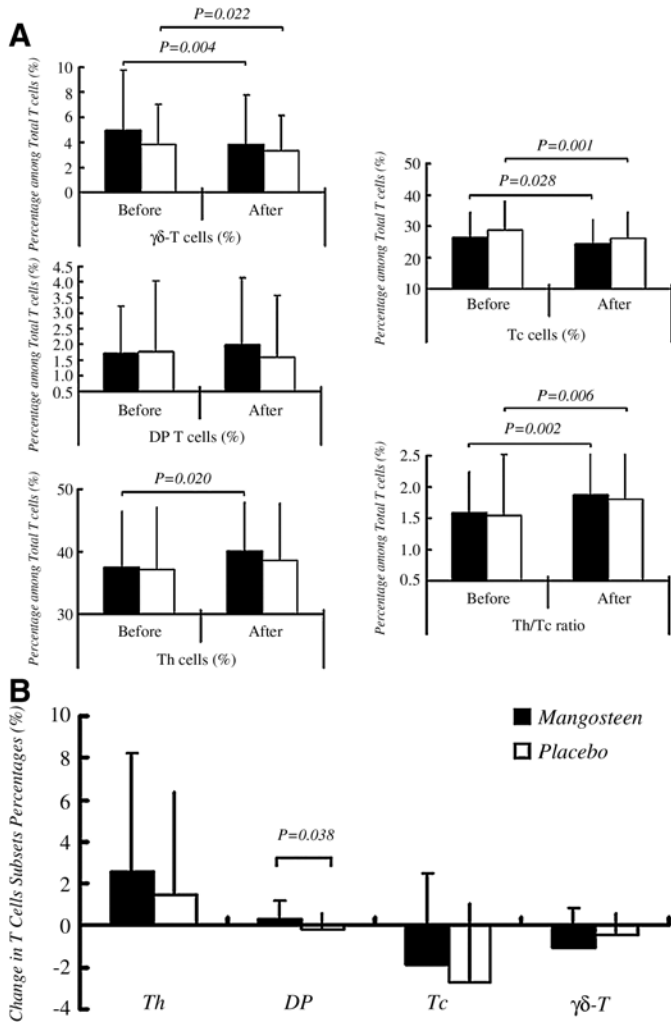 A
P=0.022
P=0.004
Percentage among Total T cells (%)
10
8
6
4
2
0
Before
After
γδ-T cells (%)
Percentage among Total T cells (%)
4.5
4.0
3.5
3.0
2.5
2.0
1.5
1.0
0.5
Before
After
DP T cells (%)
Percentage among Total T cells (%)
P=0.020
50
40
30
Before
After
Th cells (%)
P=0.001
P=0.028
Percentage among Total T cells (%)
50
40
30
20
10
Before
After
Tc cells (%)
P=0.006
P=0.002
Percentage among Total T cells (%)
2.5
2.0
1.5
1.0
0.5
Before
After
Th/Tc ratio
B
Change in T Cells Subsets Percentages (%)
10
8
6
4
2
0
-2
-4
Mangosteen
Placebo
P=0.038
Th
DP
Tc
γδ-T